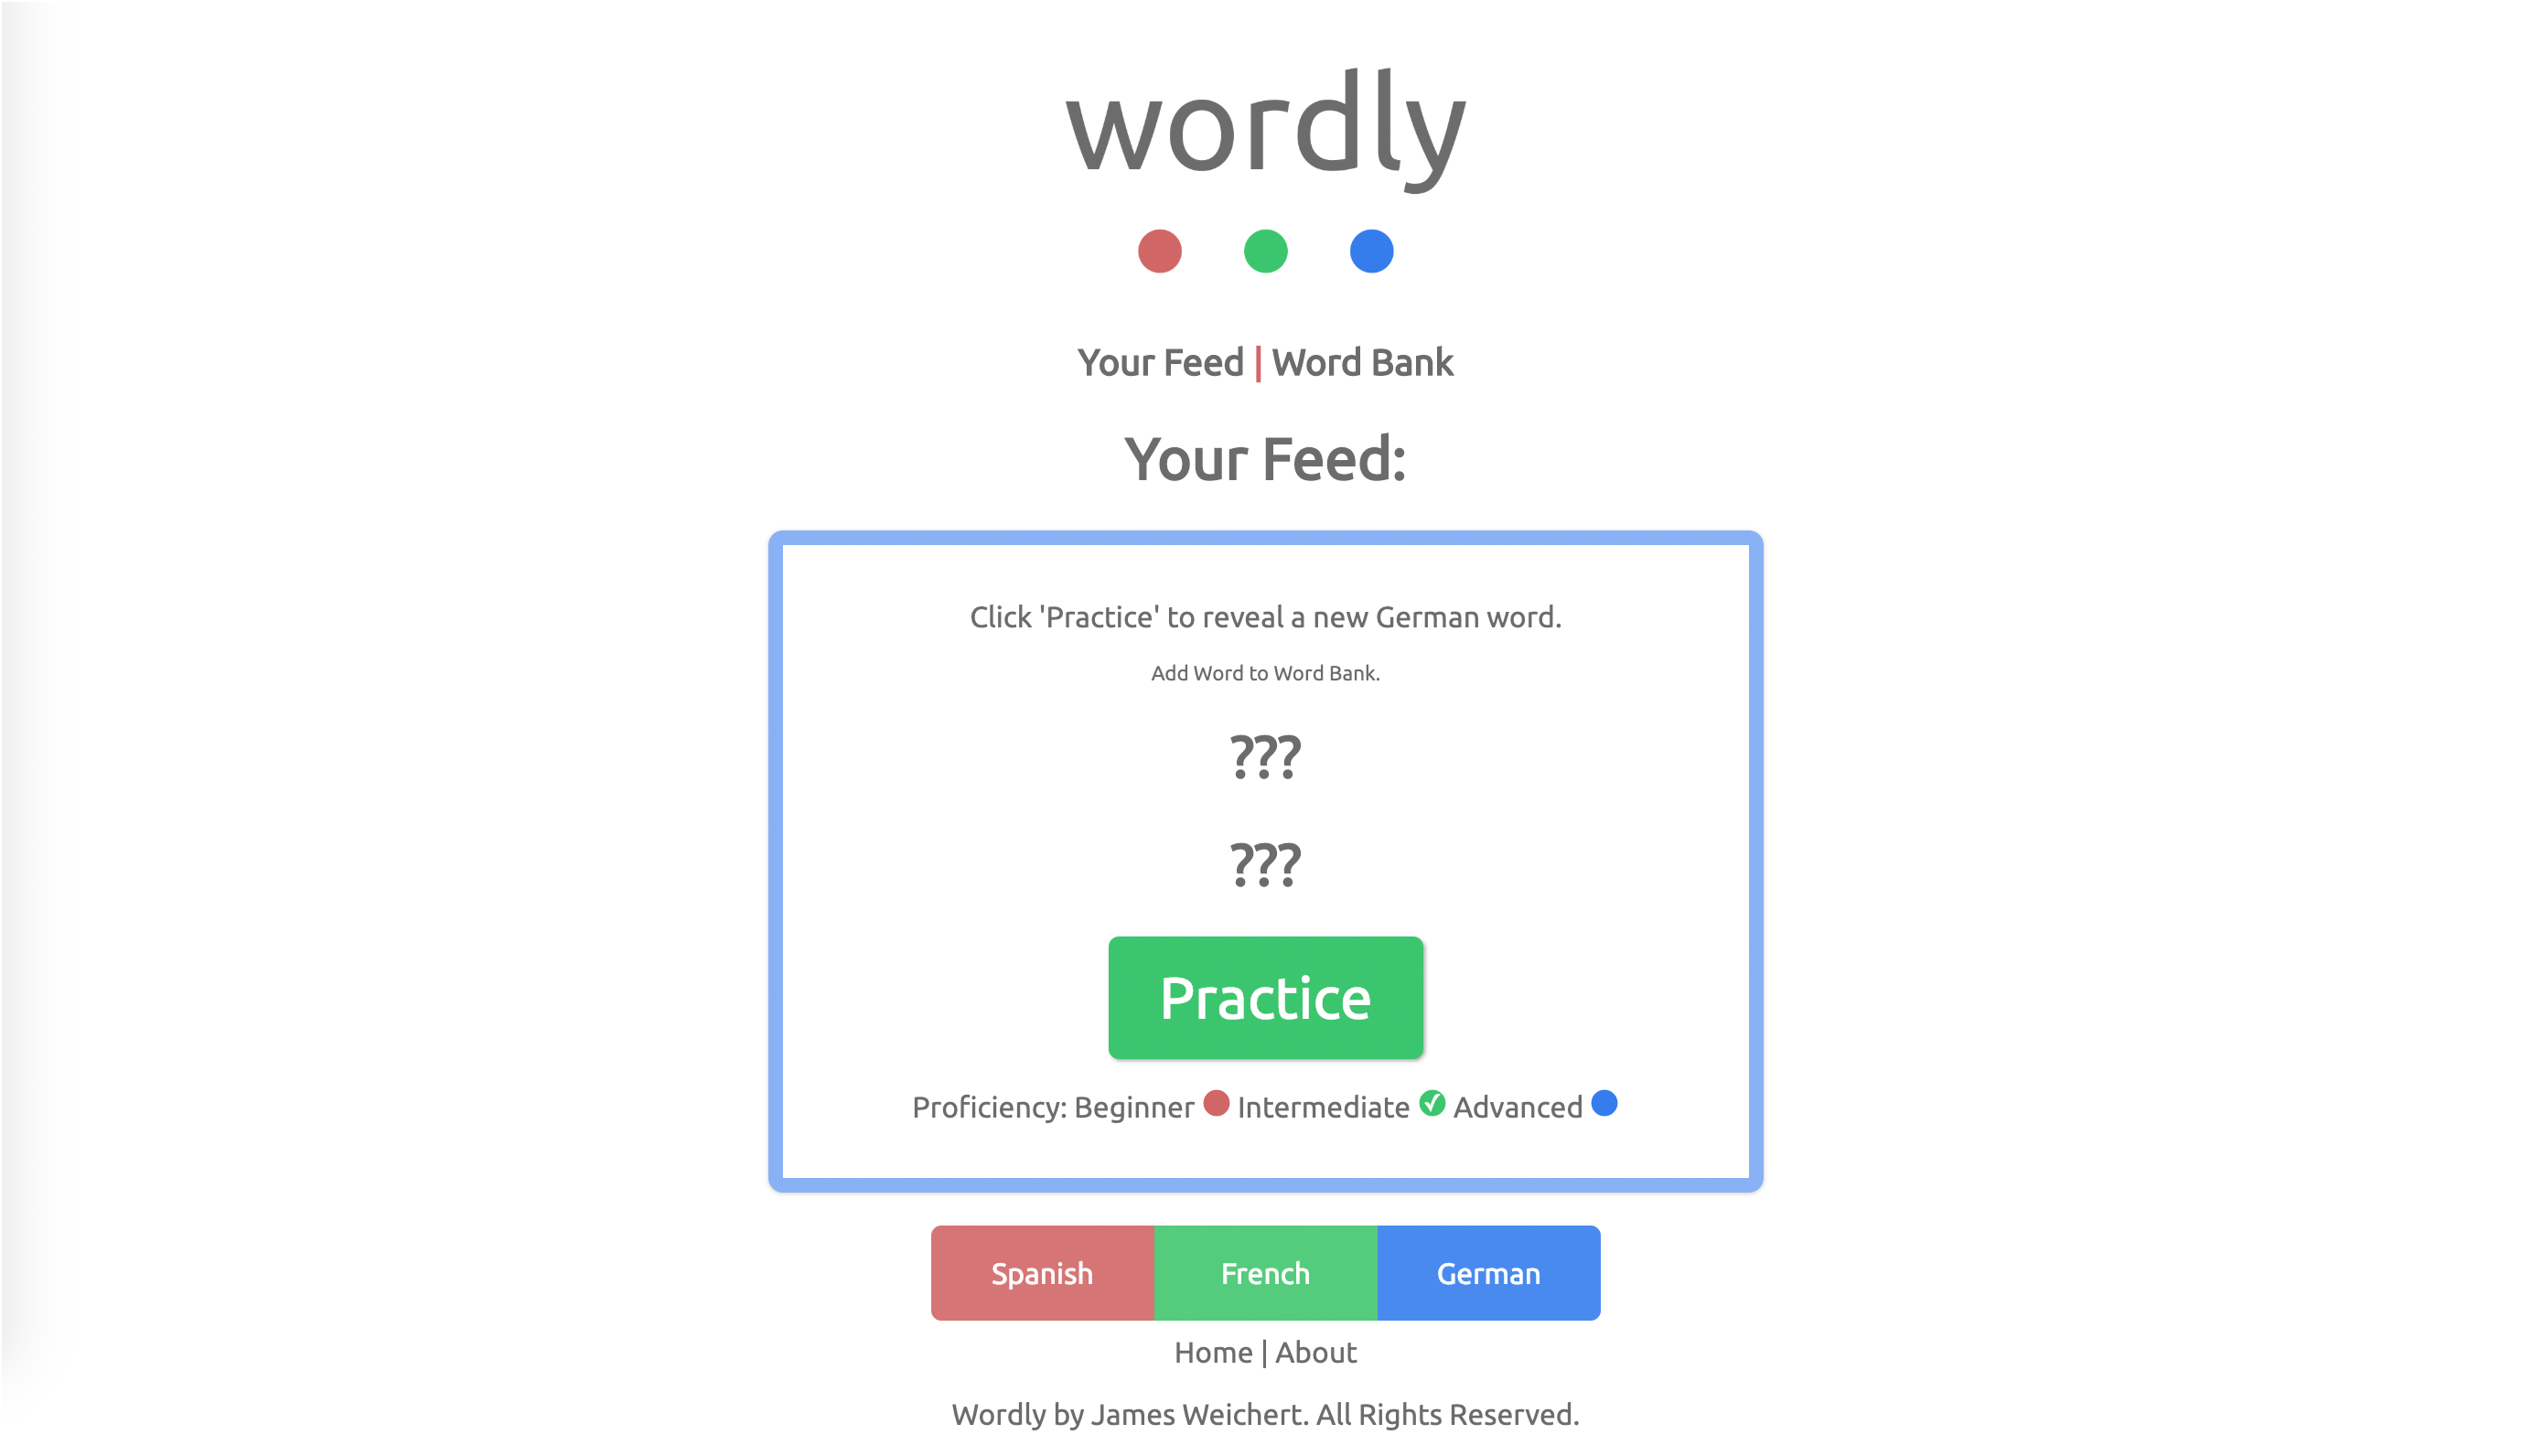 wordly
Your Feed | Word Bank
Your Feed:
Click 'Practice' to reveal a new German word.
Add Word to Word Bank.
???
???
Practice
Proficiency: Beginner Intermediate Advanced
Spanish French German
Home | About
Wordly by James Weichert. All Rights Reserved.